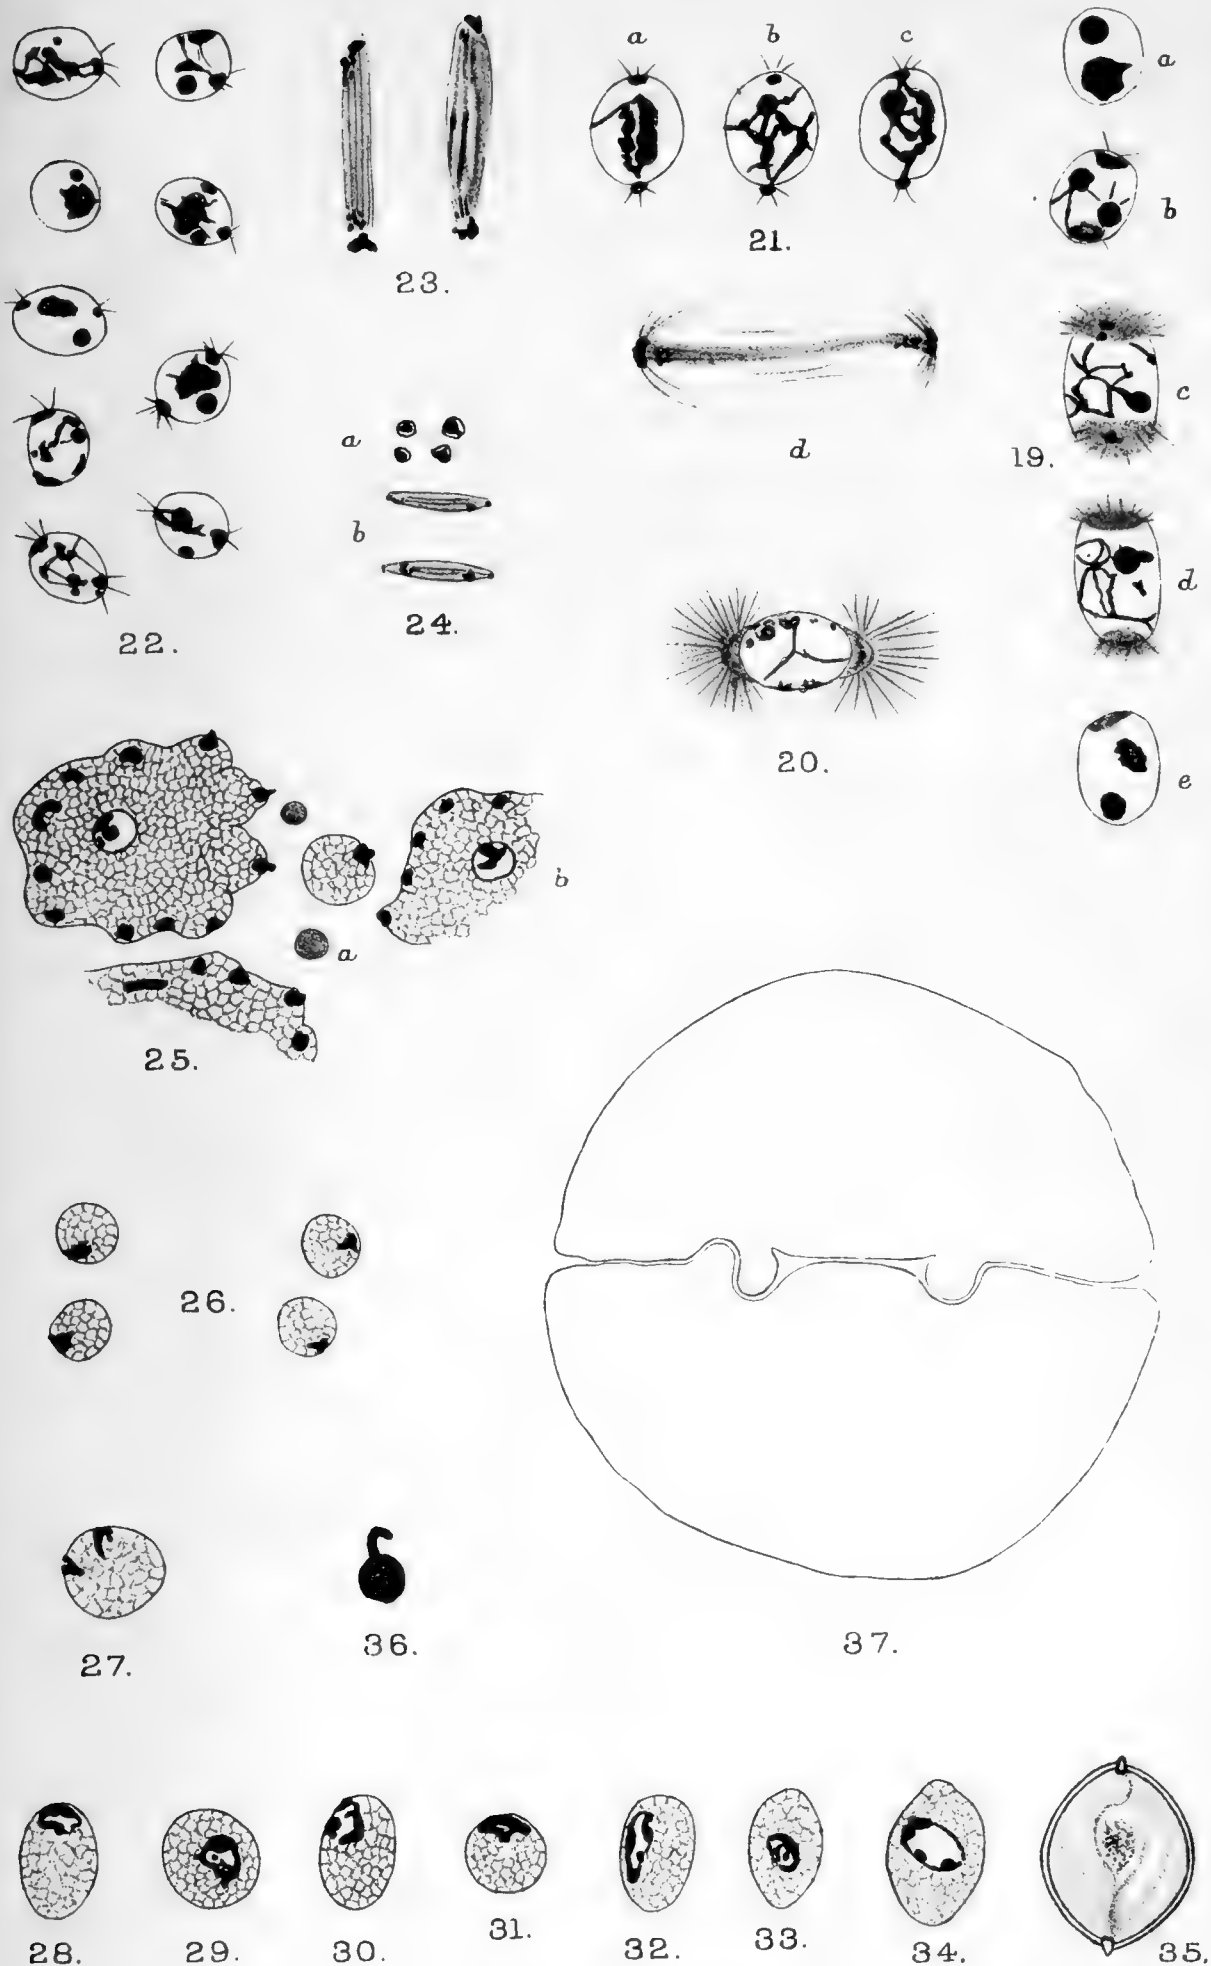 a b c a
b
23. 21.
c
a d 19.
b d
24.
22.
20. e
b
a
25.
26.
27. 36. 37.
28. 29. 30. 31. 32. 33. 34. 35.